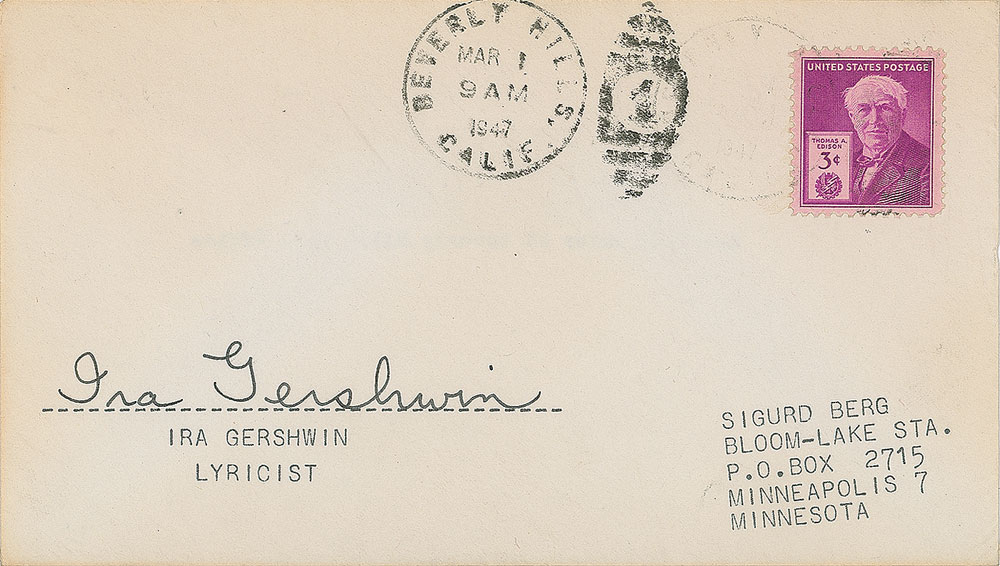 BEVERLY HILLS.
MAR 1
9 AM
1947
CALIF.
1
UNITED STATES POSTAGE
THOMAS A.
EDISON
3¢
Ira Gershwin
IRA GERSHWIN
LYRICIST
SIGURD BERG
BLOOM-LAKE STA.
P.O.BOX 2715
MINNEAPOLIS 7
MINNESOTA